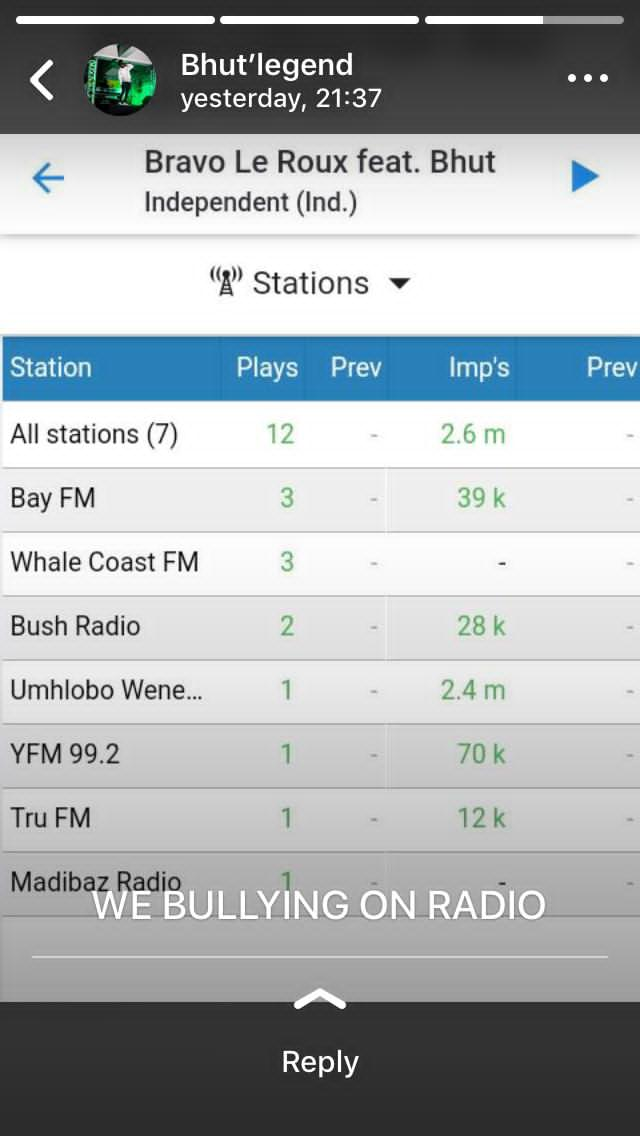 Bhut’legend
yesterday, 21:37
Bravo Le Roux feat. Bhut
Independent (Ind.)
Stations
Station Plays Prev Imp's Prev
All stations (7) 12 - 2.6 m -
Bay FM 3 - 39 k -
Whale Coast FM 3 - - -
Bush Radio 2 - 28 k -
Umhlobo Wene... 1 - 2.4 m -
YFM 99.2 1 - 70 k -
Tru FM 1 - 12 k -
Madibaz Radio 1 - - -
WE BULLYING ON RADIO
Reply